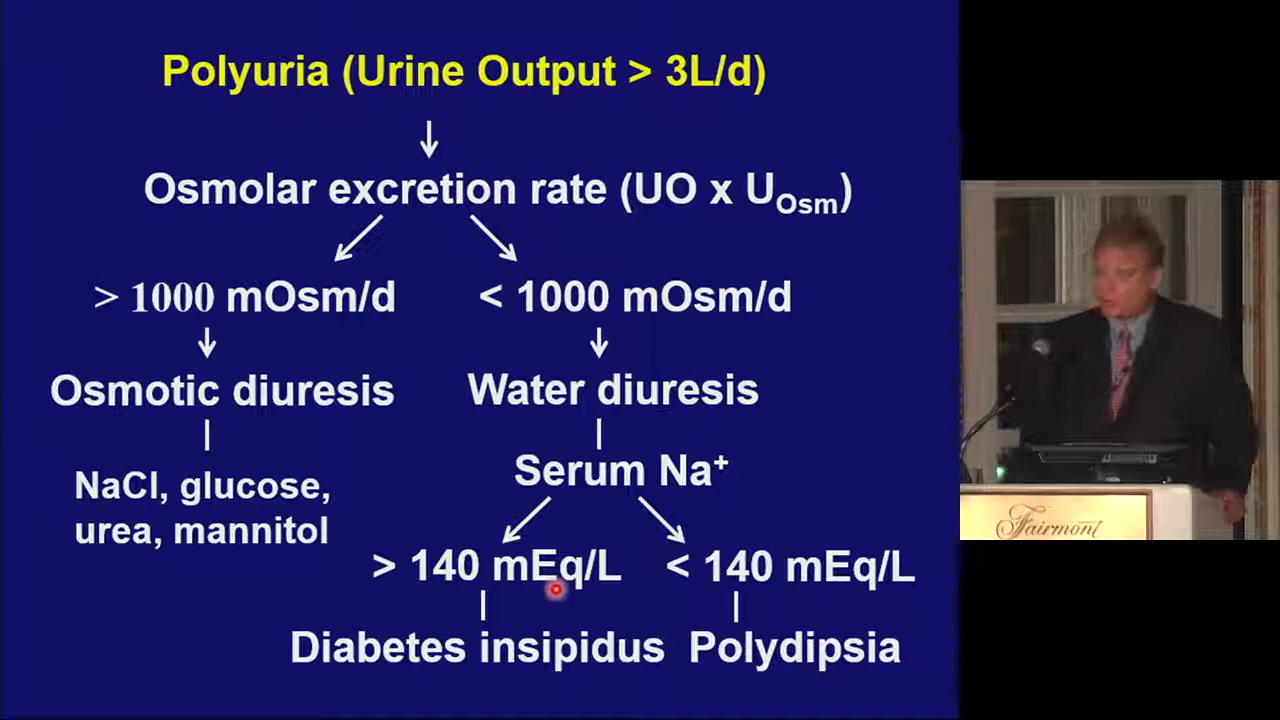 Polyuria (Urine Output > 3L/d)
Osmolar excretion rate (UO x UOsm)
> 1000 mOsm/d
< 1000 mOsm/d
Osmotic diuresis
Water diuresis
NaCl, glucose,
urea, mannitol
Serum Na+
> 140 mEq/L
< 140 mEq/L
Diabetes insipidus
Polydipsia
Fairmont